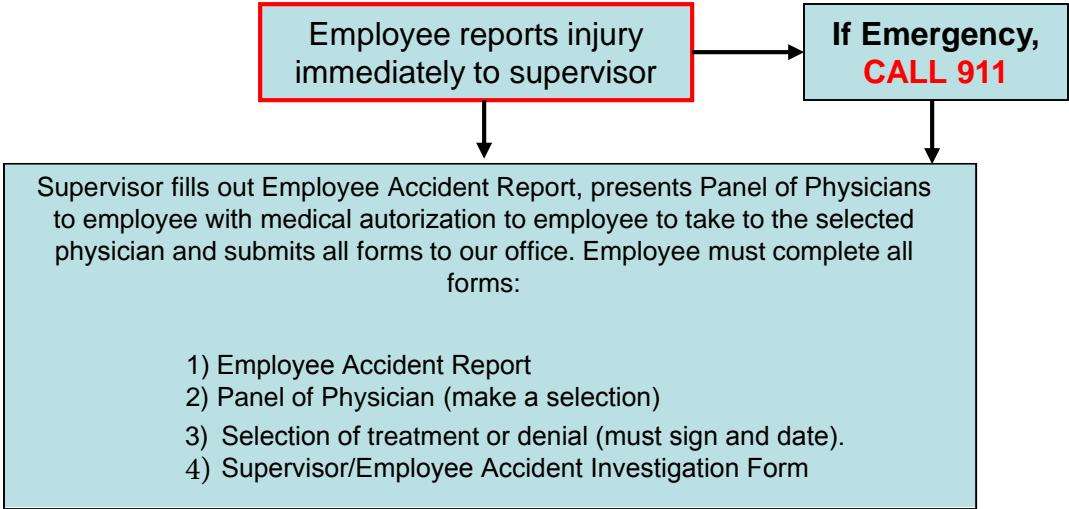 Employee reports injury
immediately to supervisor
If Emergency,
CALL 911
Supervisor fills out Employee Accident Report, presents Panel of Physicians
to employee with medical autorization to employee to take to the selected
physician and submits all forms to our office. Employee must complete all
forms:
1) Employee Accident Report
2) Panel of Physician (make a selection)
3) Selection of treatment or denial (must sign and date).
4) Supervisor/Employee Accident Investigation Form